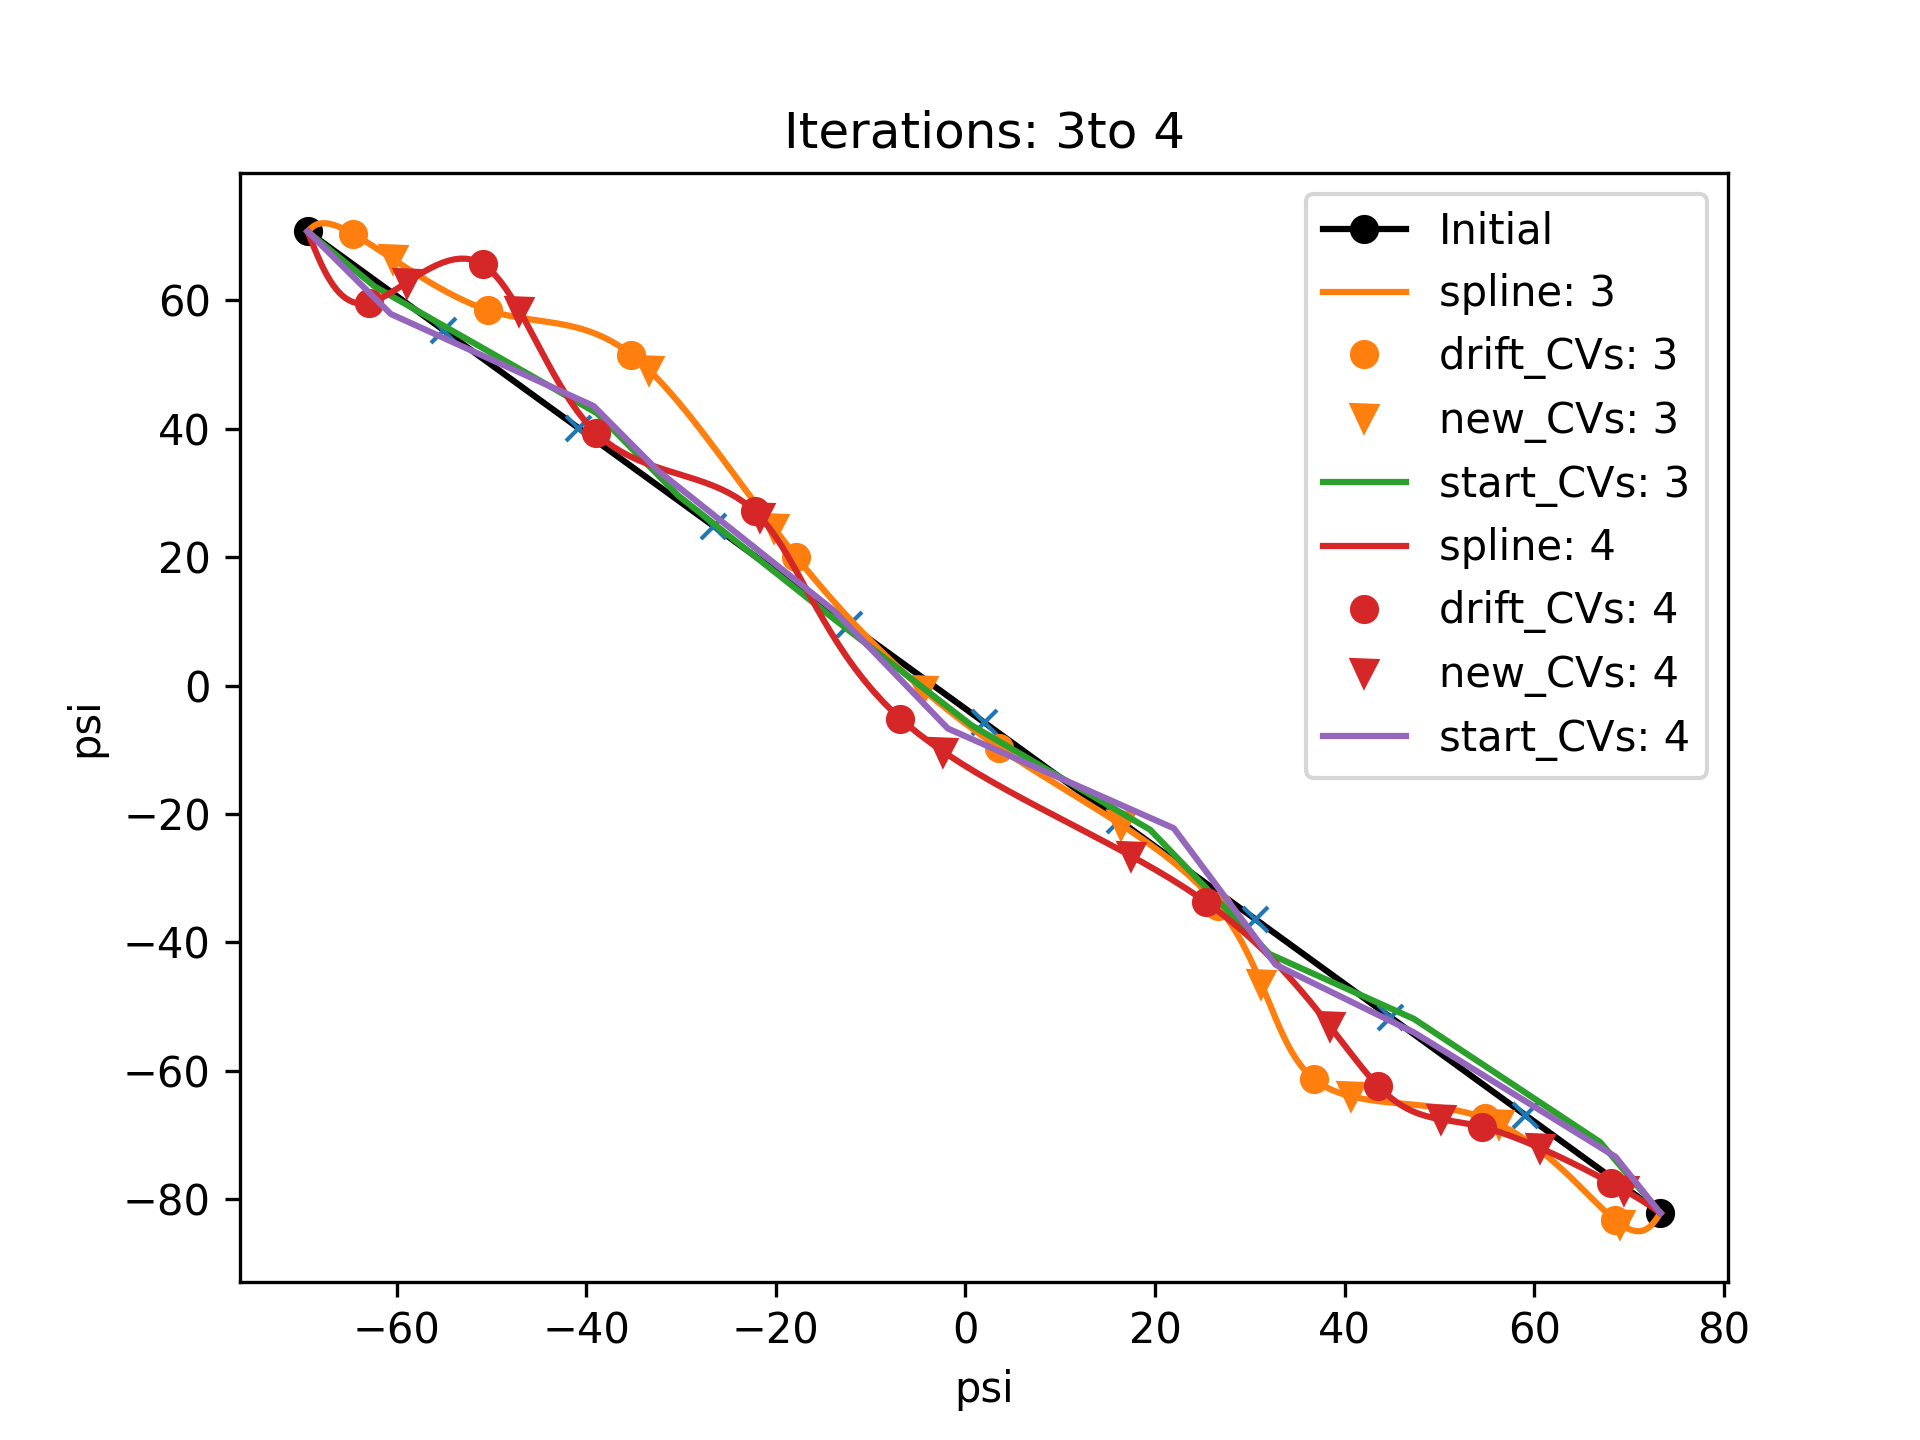 Iterations: 3to 4
Initial
spline: 3
drift_CVs: 3
new_CVs: 3
start_CVs: 3
spline: 4
drift_CVs: 4
new_CVs: 4
start_CVs: 4
60
40
20
0
−20
−40
−60
−80
psi
−60 −40 −20 0 20 40 60 80
psi